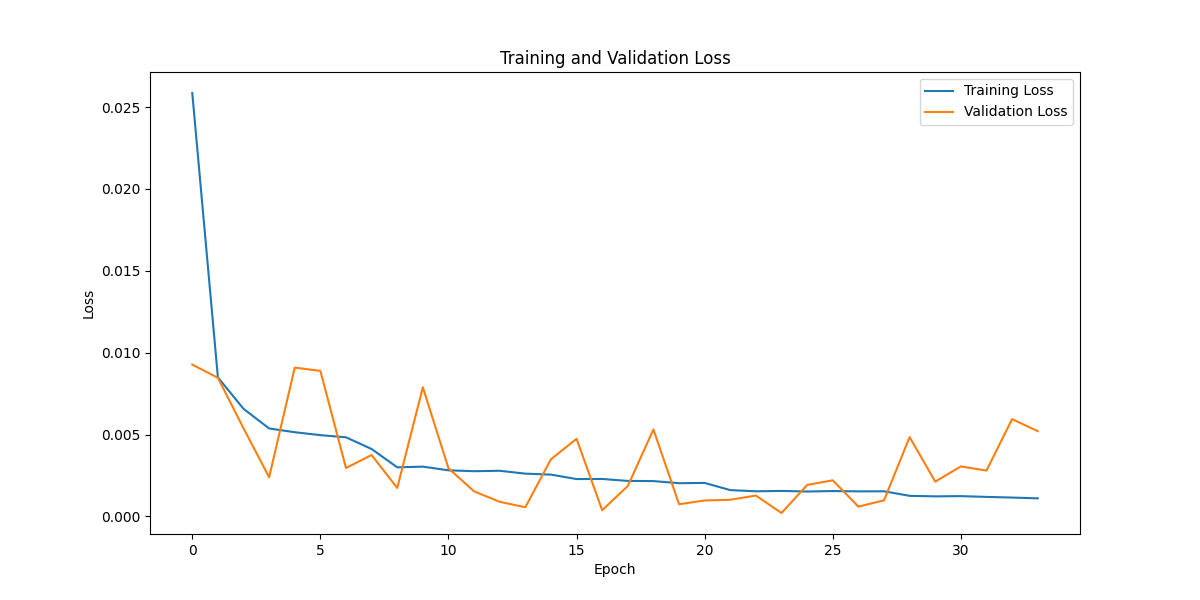 Training and Validation Loss
Training Loss
Validation Loss
0.025
0.020
0.015
0.010
0.005
0.000
Loss
0 5 10 15 20 25 30
Epoch